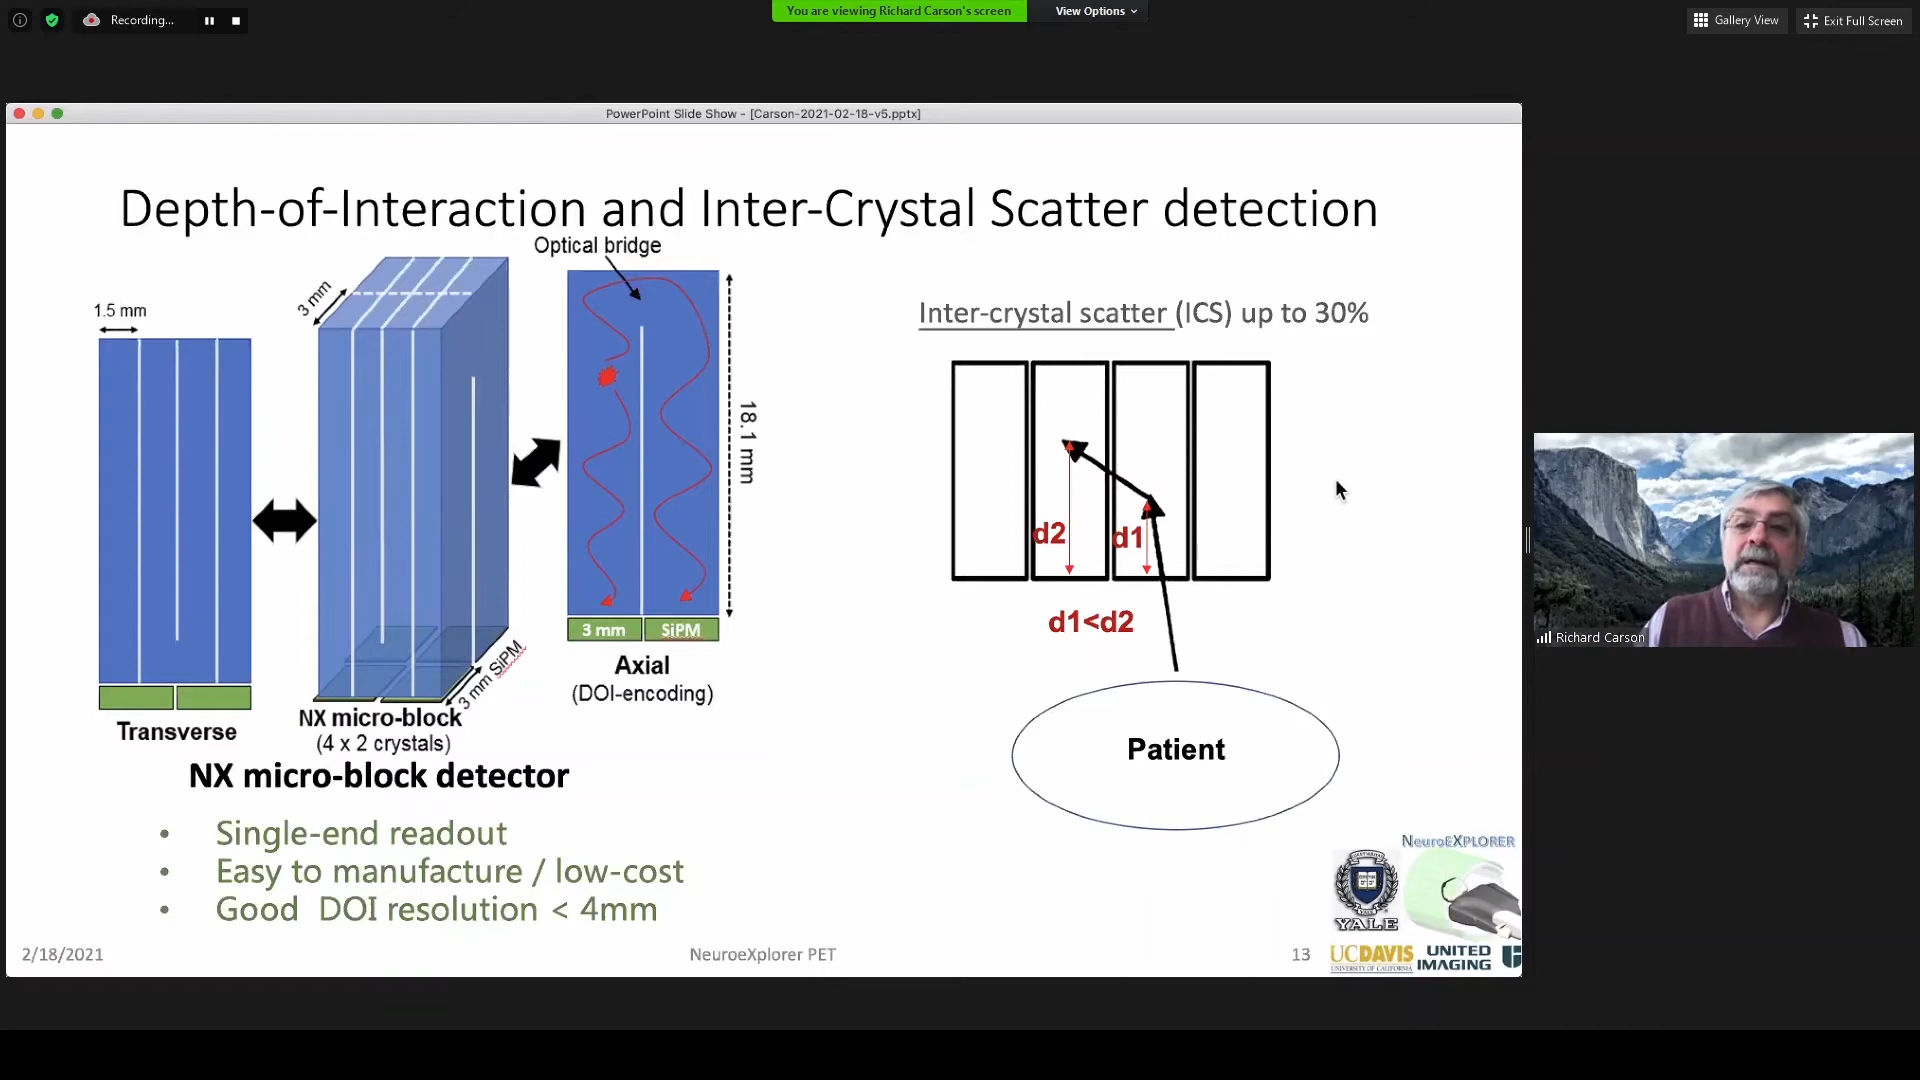 Recording...
You are viewing Richard Carson's screen
View Options
Gallery View
Exit Full Screen
PowerPoint Slide Show - [Carson-2021-02-18-v5.pptx]
Depth-of-Interaction and Inter-Crystal Scatter detection
Optical bridge
1.5 mm
3 mm
18.1 mm
3 mm SiPM
3 mm
SiPM
Transverse
NX micro-block
(4 x 2 crystals)
Axial
(DOI-encoding)
NX micro-block detector
• Single-end readout
• Easy to manufacture / low-cost
• Good DOI resolution < 4mm
Inter-crystal scatter (ICS) up to 30%
d2
d1
d1<d2
Patient
NeuroEXPLORER
YALE
UCDAVIS
UNIVERSITY OF CALIFORNIA
UNITED
IMAGING
2/18/2021
NeuroeXplorer PET
13
Richard Carson